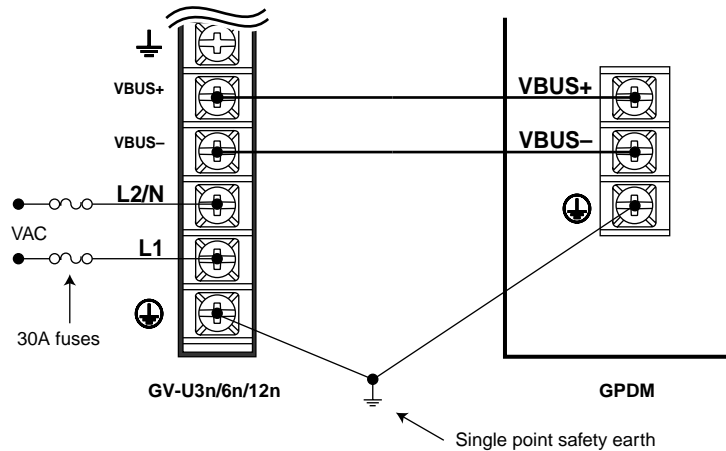 VBUS+
VBUS+
VBUS–
VBUS–
L2/N
VAC
L1
30A fuses
GV-U3n/6n/12n
GPDM
Single point safety earth